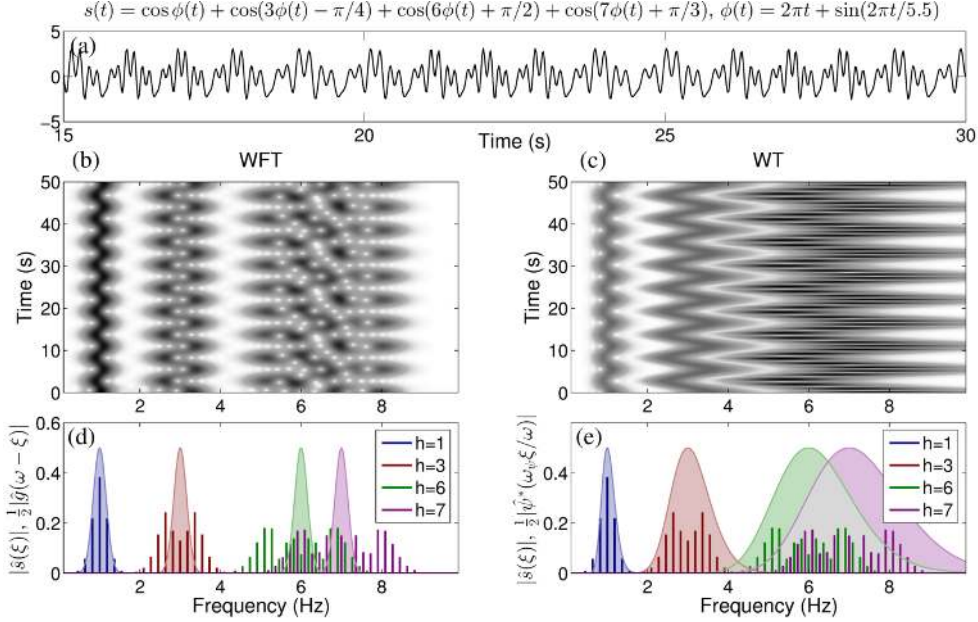 s(t) = cos φ(t) + cos(3φ(t) − π/4) + cos(6φ(t) + π/2) + cos(7φ(t) + π/3), φ(t) = 2πt + sin(2πt/5.5)
(a)
5
0
−5
15
20
25
30
Time (s)
(b)
WFT
50
40
30
20
10
0
Time (s)
2
4
6
8
(c)
WT
50
40
30
20
10
0
Time (s)
2
4
6
8
(d)
0.6
0.4
0.2
0
|ŝ(ξ)|, ½|ĝ(ω − ξ)|
h=1
h=3
h=6
h=7
2
4
6
8
Frequency (Hz)
(e)
0.6
0.4
0.2
0
|ŝ(ξ)|, ½|ψ̂*(ω_ψξ/ω)|
h=1
h=3
h=6
h=7
2
4
6
8
Frequency (Hz)